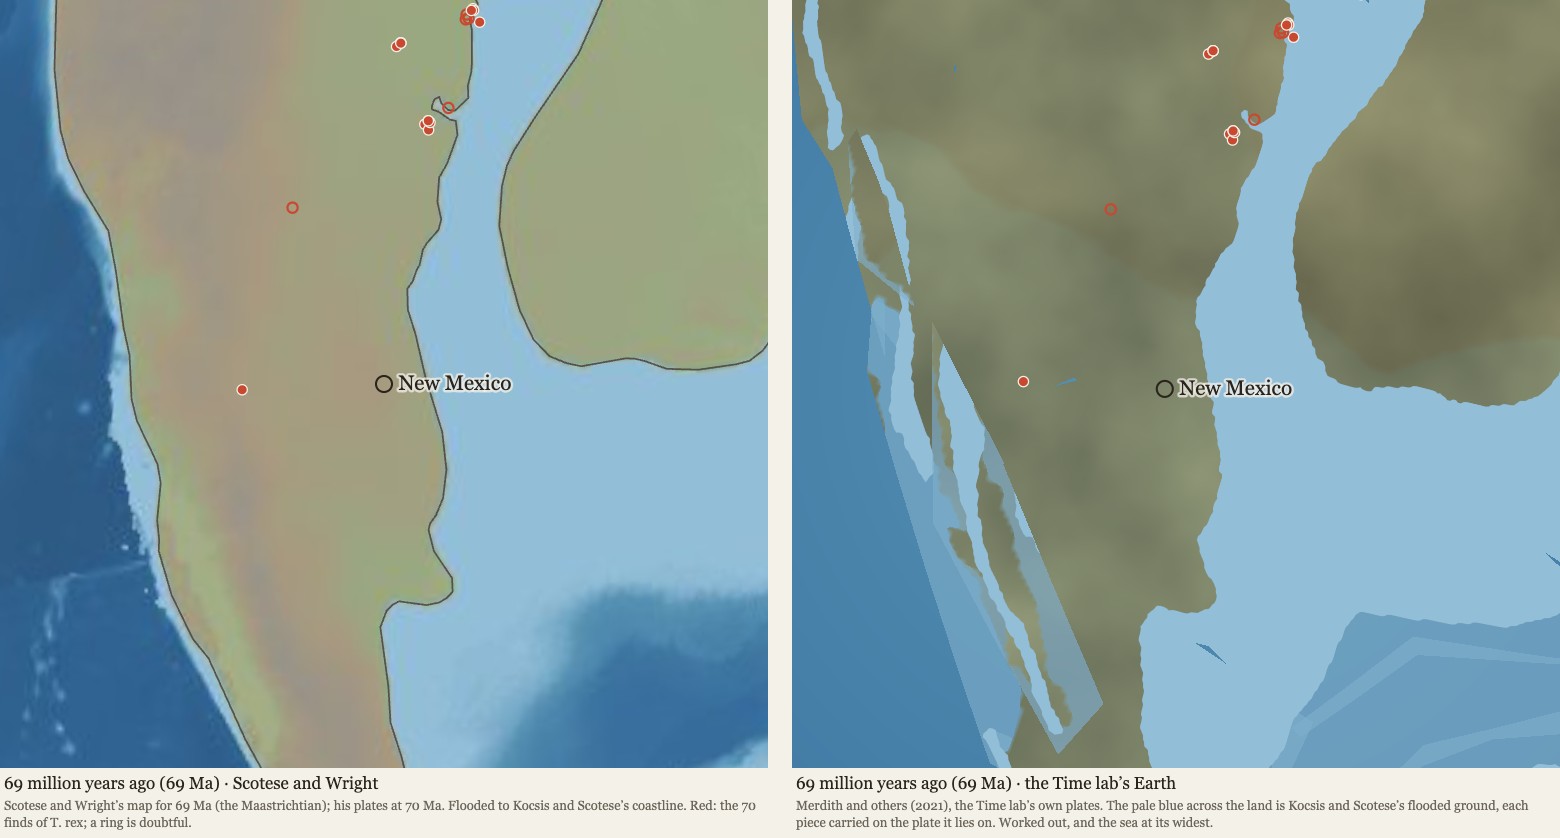 New Mexico
New Mexico
69 million years ago (69 Ma) · Scotese and Wright
Scotese and Wright's map for 69 Ma (the Maastrichtian); his plates at 70 Ma. Flooded to Kocsis and Scotese's coastline. Red: the 70
finds of T. rex; a ring is doubtful.
69 million years ago (69 Ma) · the Time lab's Earth
Meredith and others (2021), the Time lab's own plates. The pale blue across the land is Kocsis and Scotese's flooded ground, each
piece carried on the plate it lies on. Worked out, and the sea at its widest.